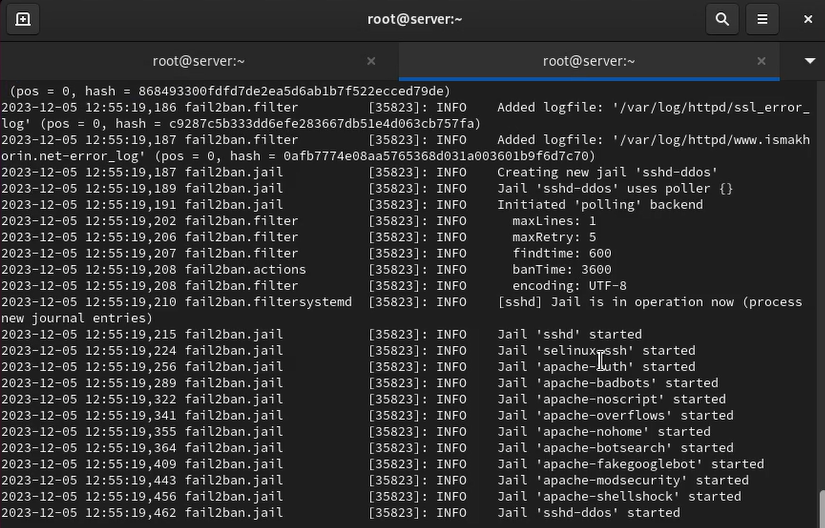 root@server:~
root@server:~
root@server:~
(pos = 0, hash = 868493300fdfd7de2ea5d6ab1b7f522ecced79de)
2023-12-05 12:55:19,186 fail2ban.filter [35823]: INFO Added logfile: '/var/log/httpd/ssl_error_
log' (pos = 0, hash = c9287c5b333dd6efe283667db51e4d063cb757fa)
2023-12-05 12:55:19,187 fail2ban.filter [35823]: INFO Added logfile: '/var/log/httpd/www.ismakh
orin.net-error_log' (pos = 0, hash = 0afb7774e08aa5765368d031a003601b9f6d7c70)
2023-12-05 12:55:19,187 fail2ban.jail [35823]: INFO Creating new jail 'sshd-ddos'
2023-12-05 12:55:19,189 fail2ban.jail [35823]: INFO Jail 'sshd-ddos' uses poller {}
2023-12-05 12:55:19,191 fail2ban.jail [35823]: INFO Initiated 'polling' backend
2023-12-05 12:55:19,202 fail2ban.filter [35823]: INFO maxLines: 1
2023-12-05 12:55:19,206 fail2ban.filter [35823]: INFO maxRetry: 5
2023-12-05 12:55:19,207 fail2ban.filter [35823]: INFO findtime: 600
2023-12-05 12:55:19,208 fail2ban.actions [35823]: INFO banTime: 3600
2023-12-05 12:55:19,208 fail2ban.filter [35823]: INFO encoding: UTF-8
2023-12-05 12:55:19,210 fail2ban.filtersystemd [35823]: INFO [sshd] Jail is in operation now (process
new journal entries)
2023-12-05 12:55:19,215 fail2ban.jail [35823]: INFO Jail 'sshd' started
2023-12-05 12:55:19,224 fail2ban.jail [35823]: INFO Jail 'selinux-ssh' started
2023-12-05 12:55:19,256 fail2ban.jail [35823]: INFO Jail 'apache-auth' started
2023-12-05 12:55:19,289 fail2ban.jail [35823]: INFO Jail 'apache-badbots' started
2023-12-05 12:55:19,322 fail2ban.jail [35823]: INFO Jail 'apache-noscript' started
2023-12-05 12:55:19,341 fail2ban.jail [35823]: INFO Jail 'apache-overflows' started
2023-12-05 12:55:19,355 fail2ban.jail [35823]: INFO Jail 'apache-nohome' started
2023-12-05 12:55:19,364 fail2ban.jail [35823]: INFO Jail 'apache-botsearch' started
2023-12-05 12:55:19,409 fail2ban.jail [35823]: INFO Jail 'apache-fakegooglebot' started
2023-12-05 12:55:19,443 fail2ban.jail [35823]: INFO Jail 'apache-modsecurity' started
2023-12-05 12:55:19,456 fail2ban.jail [35823]: INFO Jail 'apache-shellshock' started
2023-12-05 12:55:19,462 fail2ban.jail [35823]: INFO Jail 'sshd-ddos' started